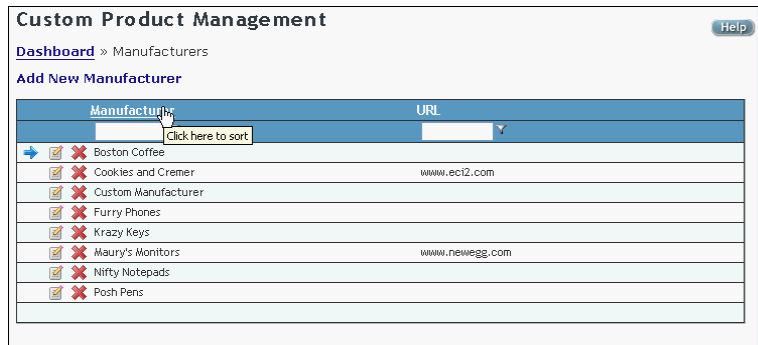 Custom Product Management
Help
Dashboard » Manufacturers
Add New Manufacturer
Manufacturer URL
Click here to sort
Boston Coffee
Cookies and Cremer www.eci2.com
Custom Manufacturer
Furry Phones
Krazy Keys
Maury's Monitors www.newegg.com
Nifty Notepads
Posh Pens